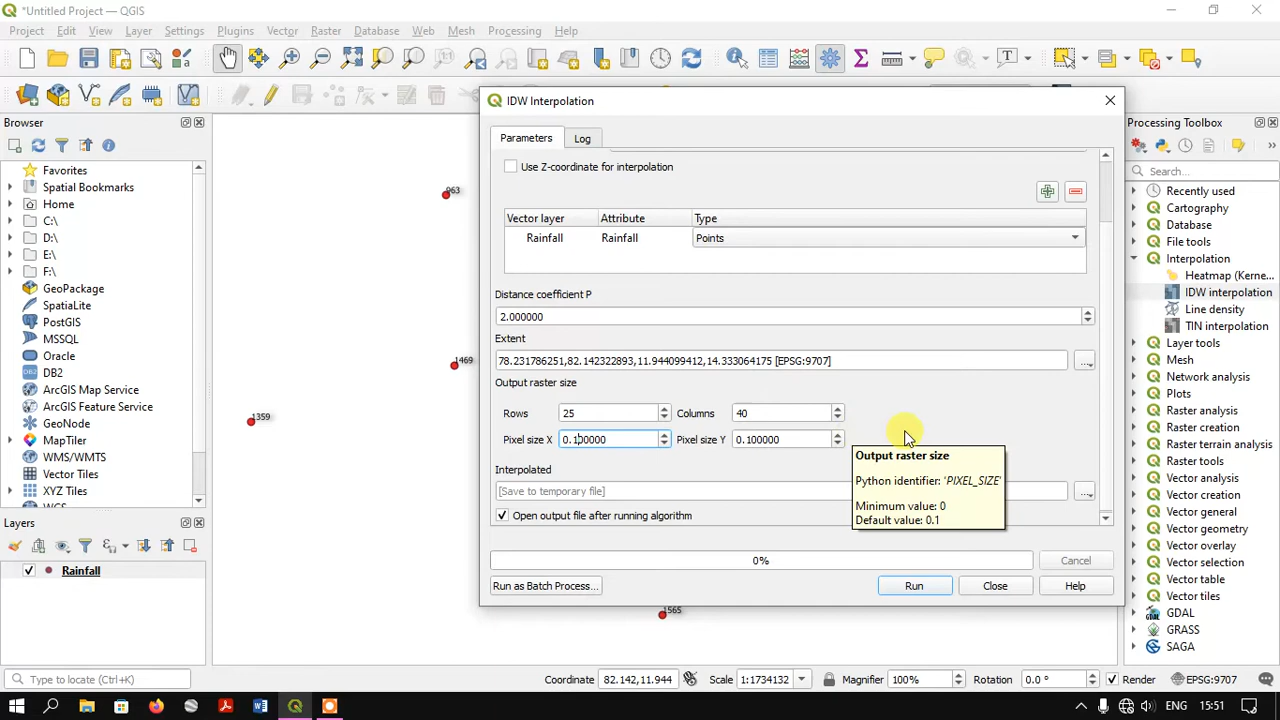 *Untitled Project — QGIS
Project Edit View Layer Settings Plugins Vector Raster Database Web Mesh Processing Help
Browser
Favorites
Spatial Bookmarks
Home
C:\
D:\
E:\
F:\
GeoPackage
SpatiaLite
PostGIS
MSSQL
Oracle
DB2
ArcGIS Map Service
ArcGIS Feature Service
GeoNode
MapTiler
WMS/WMTS
Vector Tiles
XYZ Tiles
WCS
Layers
Rainfall
963
1469
1359
1565
IDW Interpolation
Parameters Log
Use Z-coordinate for interpolation
Vector layer Attribute Type
Rainfall Rainfall Points
Distance coefficient P
2.000000
Extent
78.231786251,82.142322893,11.944099412,14.333064175 [EPSG:9707]
Output raster size
Rows 25 Columns 40
Pixel size X 0.100000 Pixel size Y 0.100000
Interpolated
[Save to temporary file]
Open output file after running algorithm
0% Cancel
Run as Batch Process... Run Close Help
Output raster size
Python identifier: 'PIXEL_SIZE'
Minimum value: 0
Default value: 0.1
Processing Toolbox
Search...
Recently used
Cartography
Database
File tools
Interpolation
Heatmap (Kerne...
IDW interpolation
Line density
TIN interpolation
Layer tools
Mesh
Network analysis
Plots
Raster analysis
Raster creation
Raster terrain analysis
Raster tools
Vector analysis
Vector creation
Vector general
Vector geometry
Vector overlay
Vector selection
Vector table
Vector tiles
GDAL
GRASS
SAGA
Type to locate (Ctrl+K) Coordinate 82.142,11.944 Scale 1:1734132 Magnifier 100% Rotation 0.0 ° Render EPSG:9707
ENG 15:51